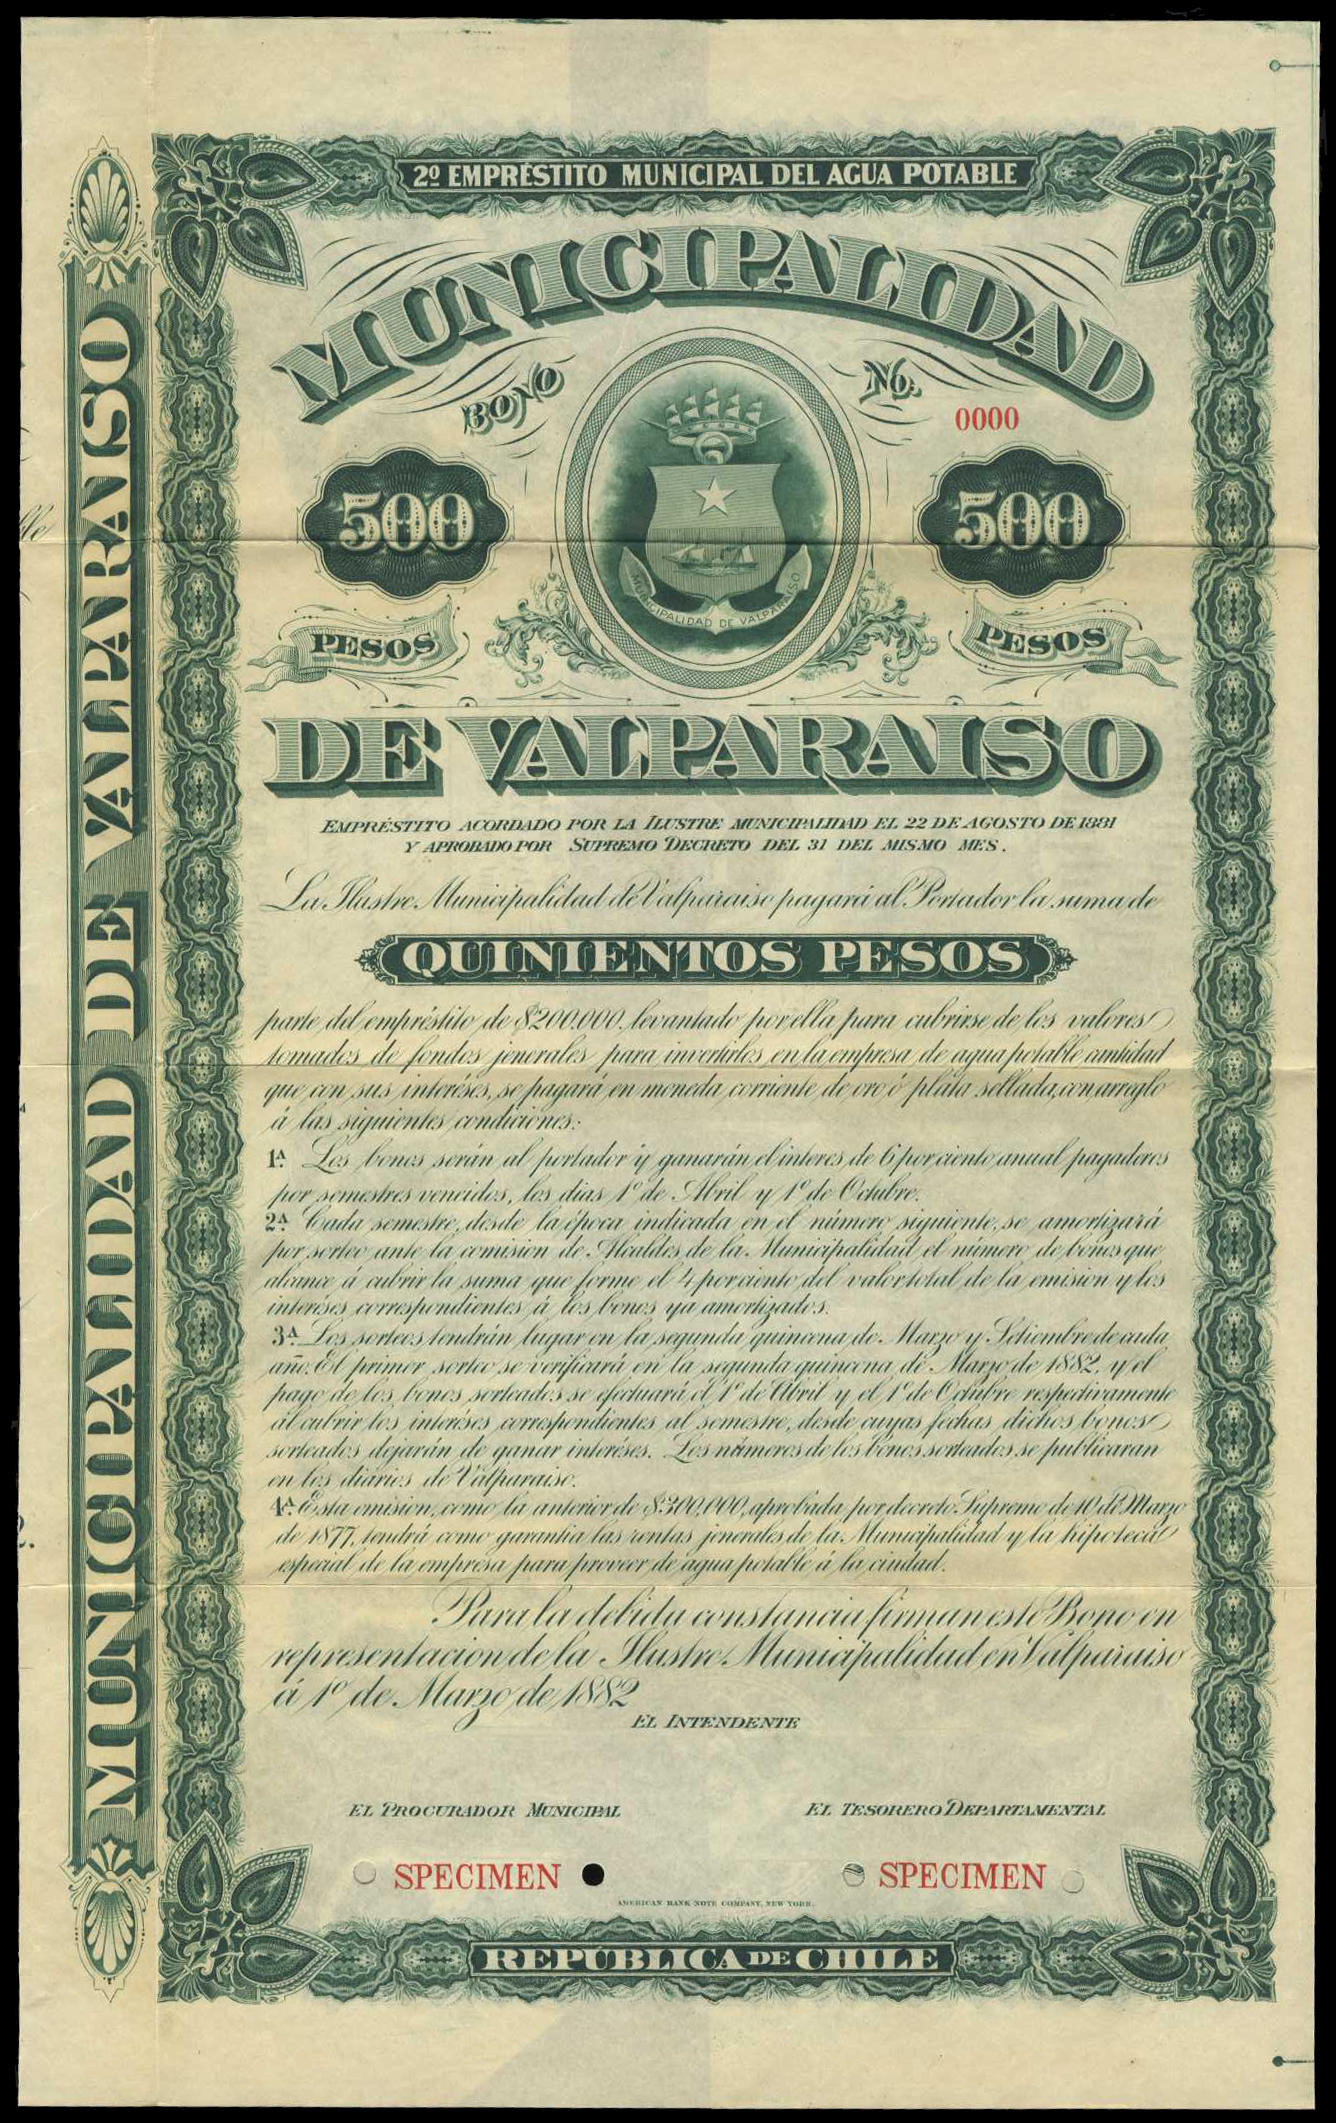 2º EMPRÉSTITO MUNICIPAL DEL AGUA POTABLE
MUNICIPALIDAD
BONO
No.
0000
500
500
PESOS
PESOS
MUNICIPALIDAD DE VALPARAISO
DE VALPARAISO
EMPRÉSTITO ACORDADO POR LA ILUSTRE MUNICIPALIDAD EL 22 DE AGOSTO DE 1881
Y APROBADO POR SUPREMO DECRETO DEL 31 DEL MISMO MES.
La Ilustre Municipalidad de Valparaiso pagará al Portador la suma de
QUINIENTOS PESOS
parte del empréstito de $200.000. levantado por ella para cubrirse de los valores
tomados de fondos jenerales para invertirlos en la empresa de agua potable cantidad
que con sus interéses, se pagará en moneda corriente de oro ó plata sellada, con arreglo
á las siguientes condiciones:
1ª Los bonos serán al portador y ganarán el interes de 6 por ciento anual pagaderos
por semestres vencidos, los dias 1º de Abril y 1º de Octubre.
2ª Cada semestre, desde la época indicada en el número siguiente, se amortizará
por sorteo ante la comision de Alcaldes de la Municipalidad el número de bonos que
alcance á cubrir la suma que forme el 4 por ciento del valor total de la emision y los
interéses correspondientes á los bonos ya amortizados.
3ª Los sorteos tendrán lugar en la segunda quincena de Marzo y Setiembre de cada
año. El primer sorteo se verificará en la segunda quincena de Marzo de 1882, y el
pago de los bonos sorteados se efectuará el 1º de Abril y el 1º de Octubre respectivamente
al cubrir los interéses correspondientes al semestre, desde cuyas fechas dichos bonos
sorteados dejarán de ganar interéses. Los números de los bonos sorteados se publicaran
en los diários de Valparaiso.
4ª Esta emision, como la anterior de $300,000, aprobada por decreto Supremo de 10 de Marzo
de 1877, tendrá como garantia las rentas jenerales de la Municipalidad y la hipoteca
especial de la empresa para proveer de agua potable á la ciudad.
Para la debida constancia firman este Bono en
representacion de la Ilustre Municipalidad en Valparaiso
á 1º de Marzo de 1882
EL INTENDENTE
EL PROCURADOR MUNICIPAL
EL TESORERO DEPARTAMENTAL
SPECIMEN
SPECIMEN
AMERICAN BANK NOTE COMPANY, NEW YORK.
REPÚBLICA DE CHILE
MUNICIPALIDAD DE VALPARAISO